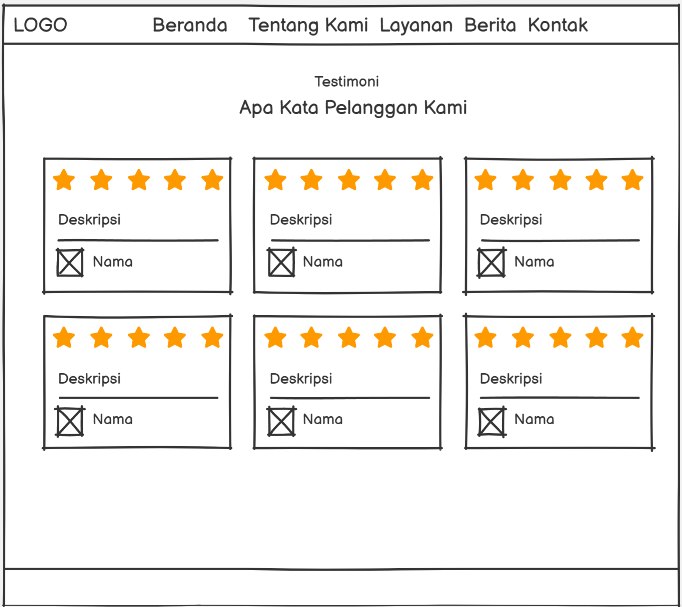 LOGO Beranda Tentang Kami Layanan Berita Kontak
Testimoni
Apa Kata Pelanggan Kami
Deskripsi Deskripsi Deskripsi
Nama Nama Nama
Deskripsi Deskripsi Deskripsi
Nama Nama Nama